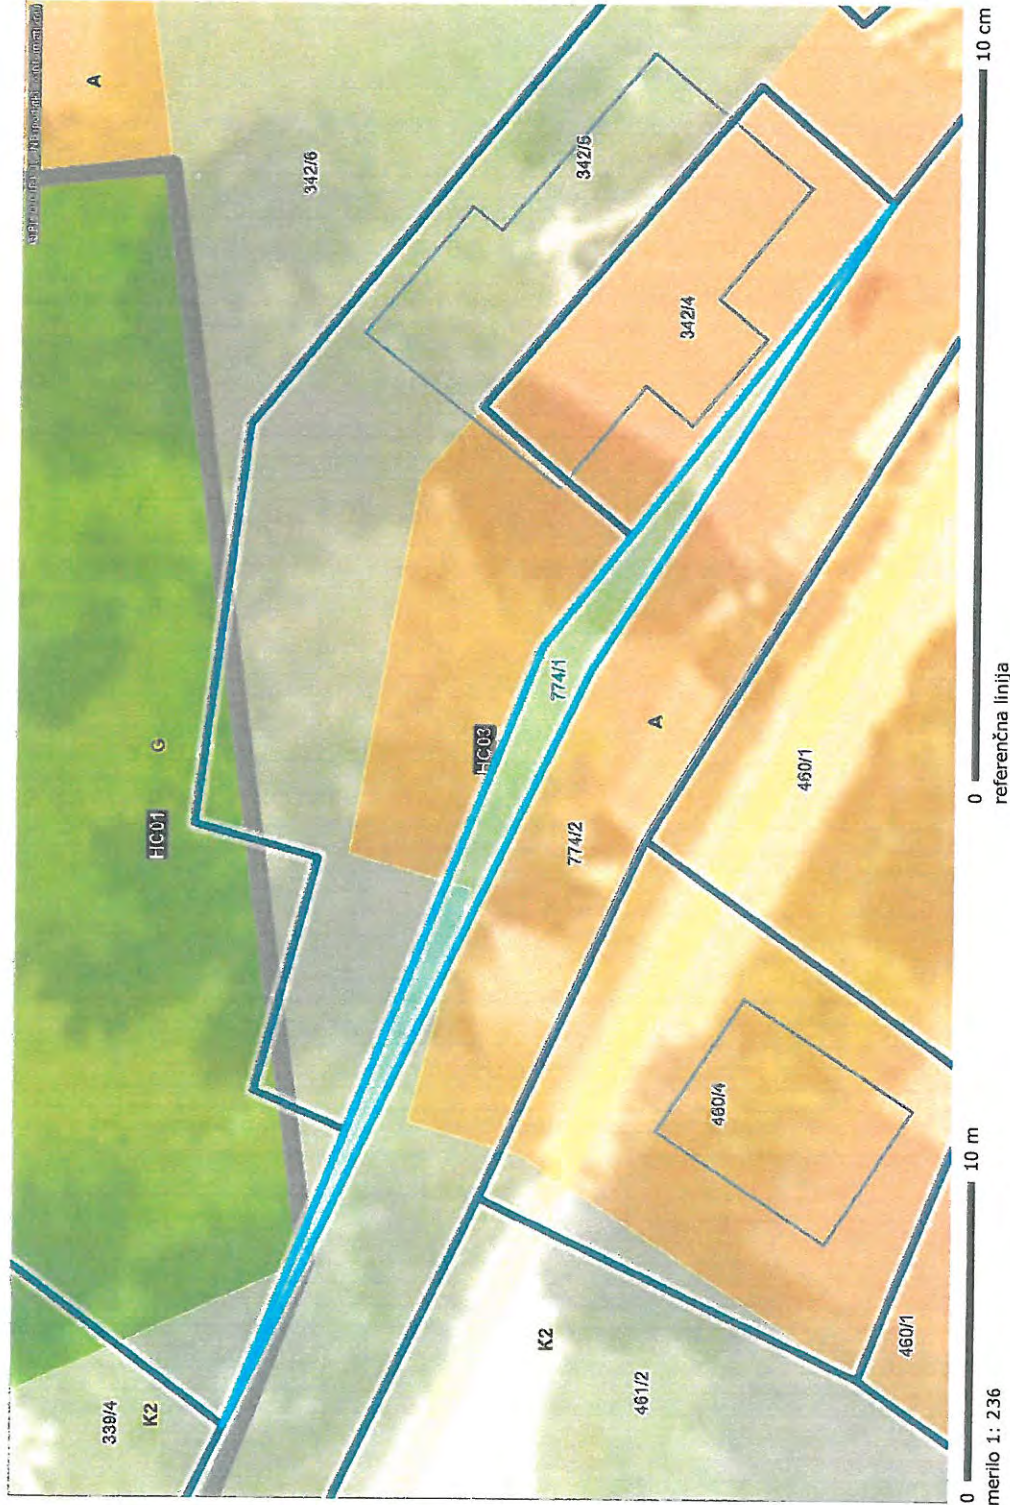 A
342/6
342/6
G
HC01
342/4
HC03
774/1
A
774/2
460/1
339/4
K2
460/4
K2
461/2
460/1
0 10 m
merilo 1: 236
0 10 cm
referenčna linija